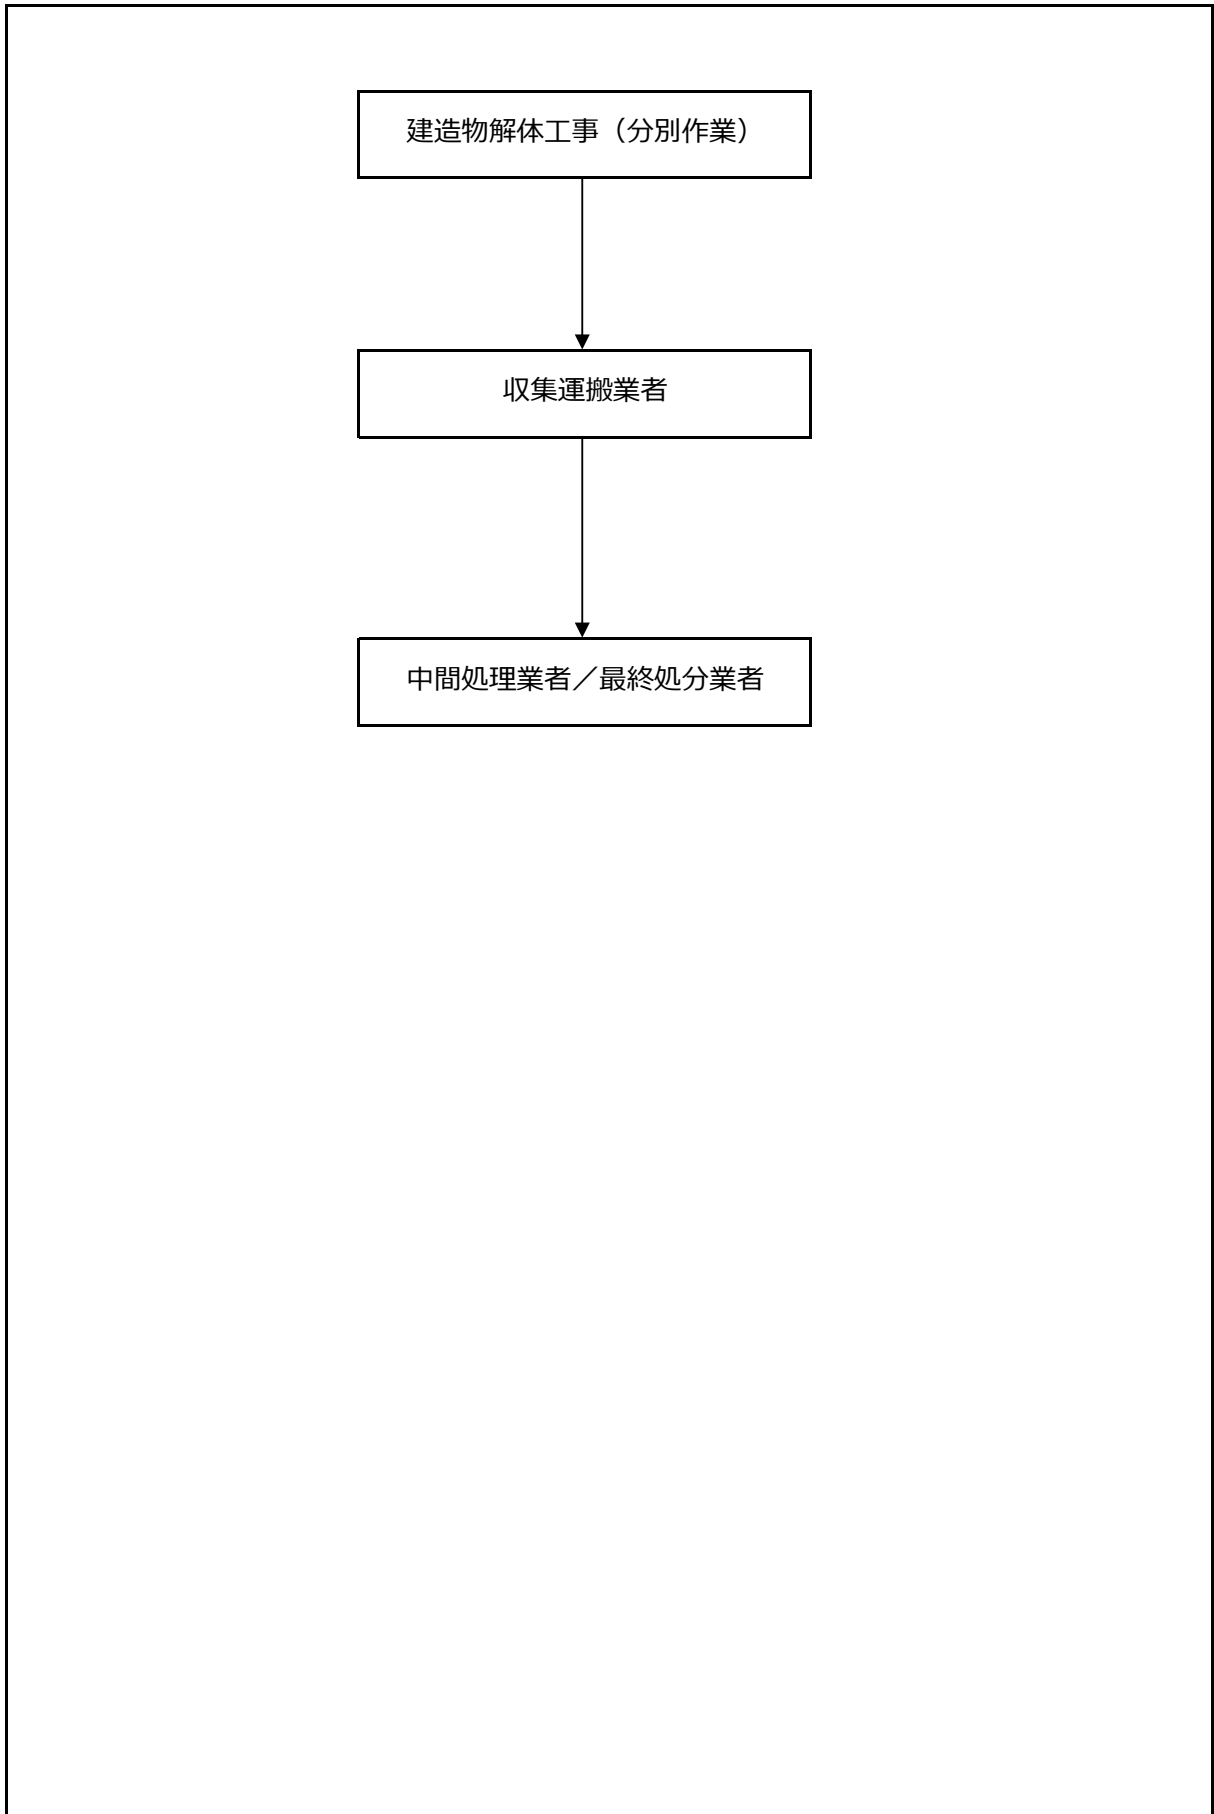 建造物解体工事（分別作業）
収集運搬業者
中間処理業者／最終処分業者